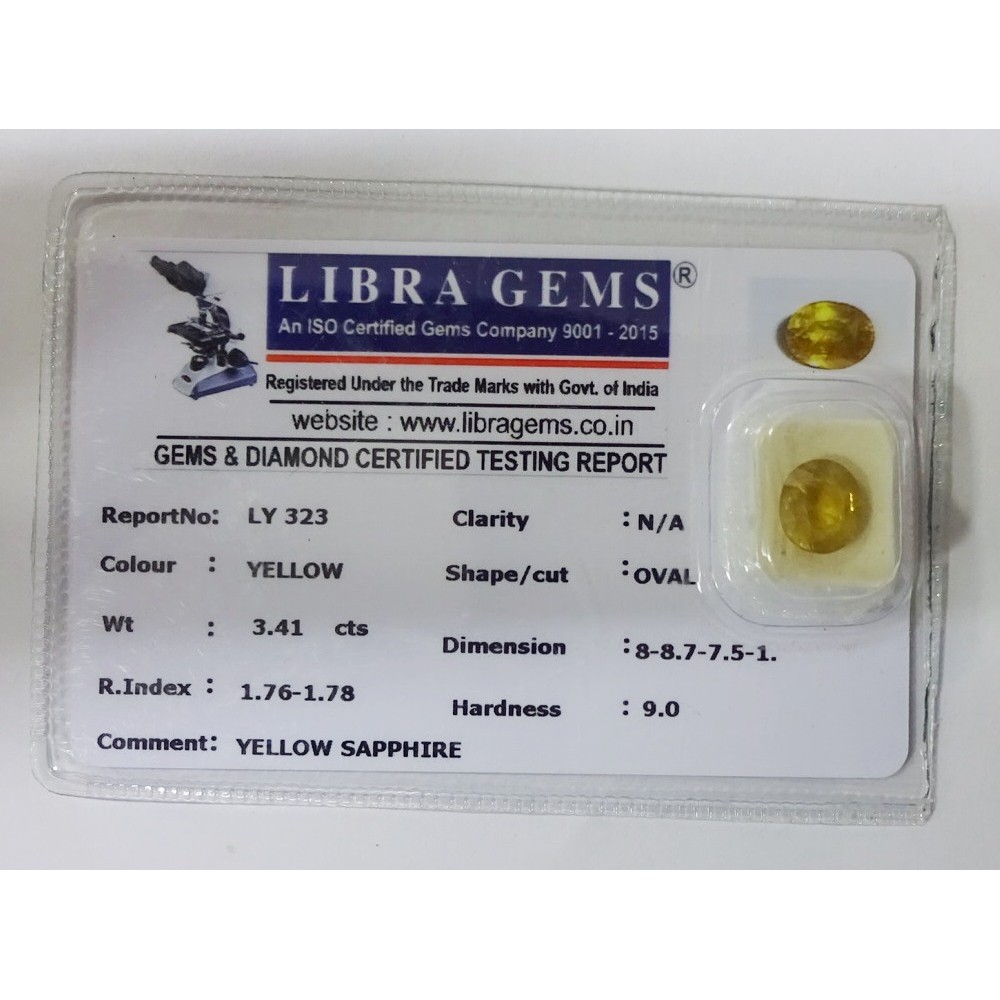 LIBRA GEMS ®
An ISO Certified Gems Company 9001 - 2015
Registered Under the Trade Marks with Govt. of India
website : www.libragems.co.in
GEMS & DIAMOND CERTIFIED TESTING REPORT
ReportNo: LY 323 Clarity : N/A
Colour : YELLOW Shape/cut : OVAL
Wt : 3.41 cts Dimension : 8-8.7-7.5-1.
R.Index : 1.76-1.78 Hardness : 9.0
Comment: YELLOW SAPPHIRE